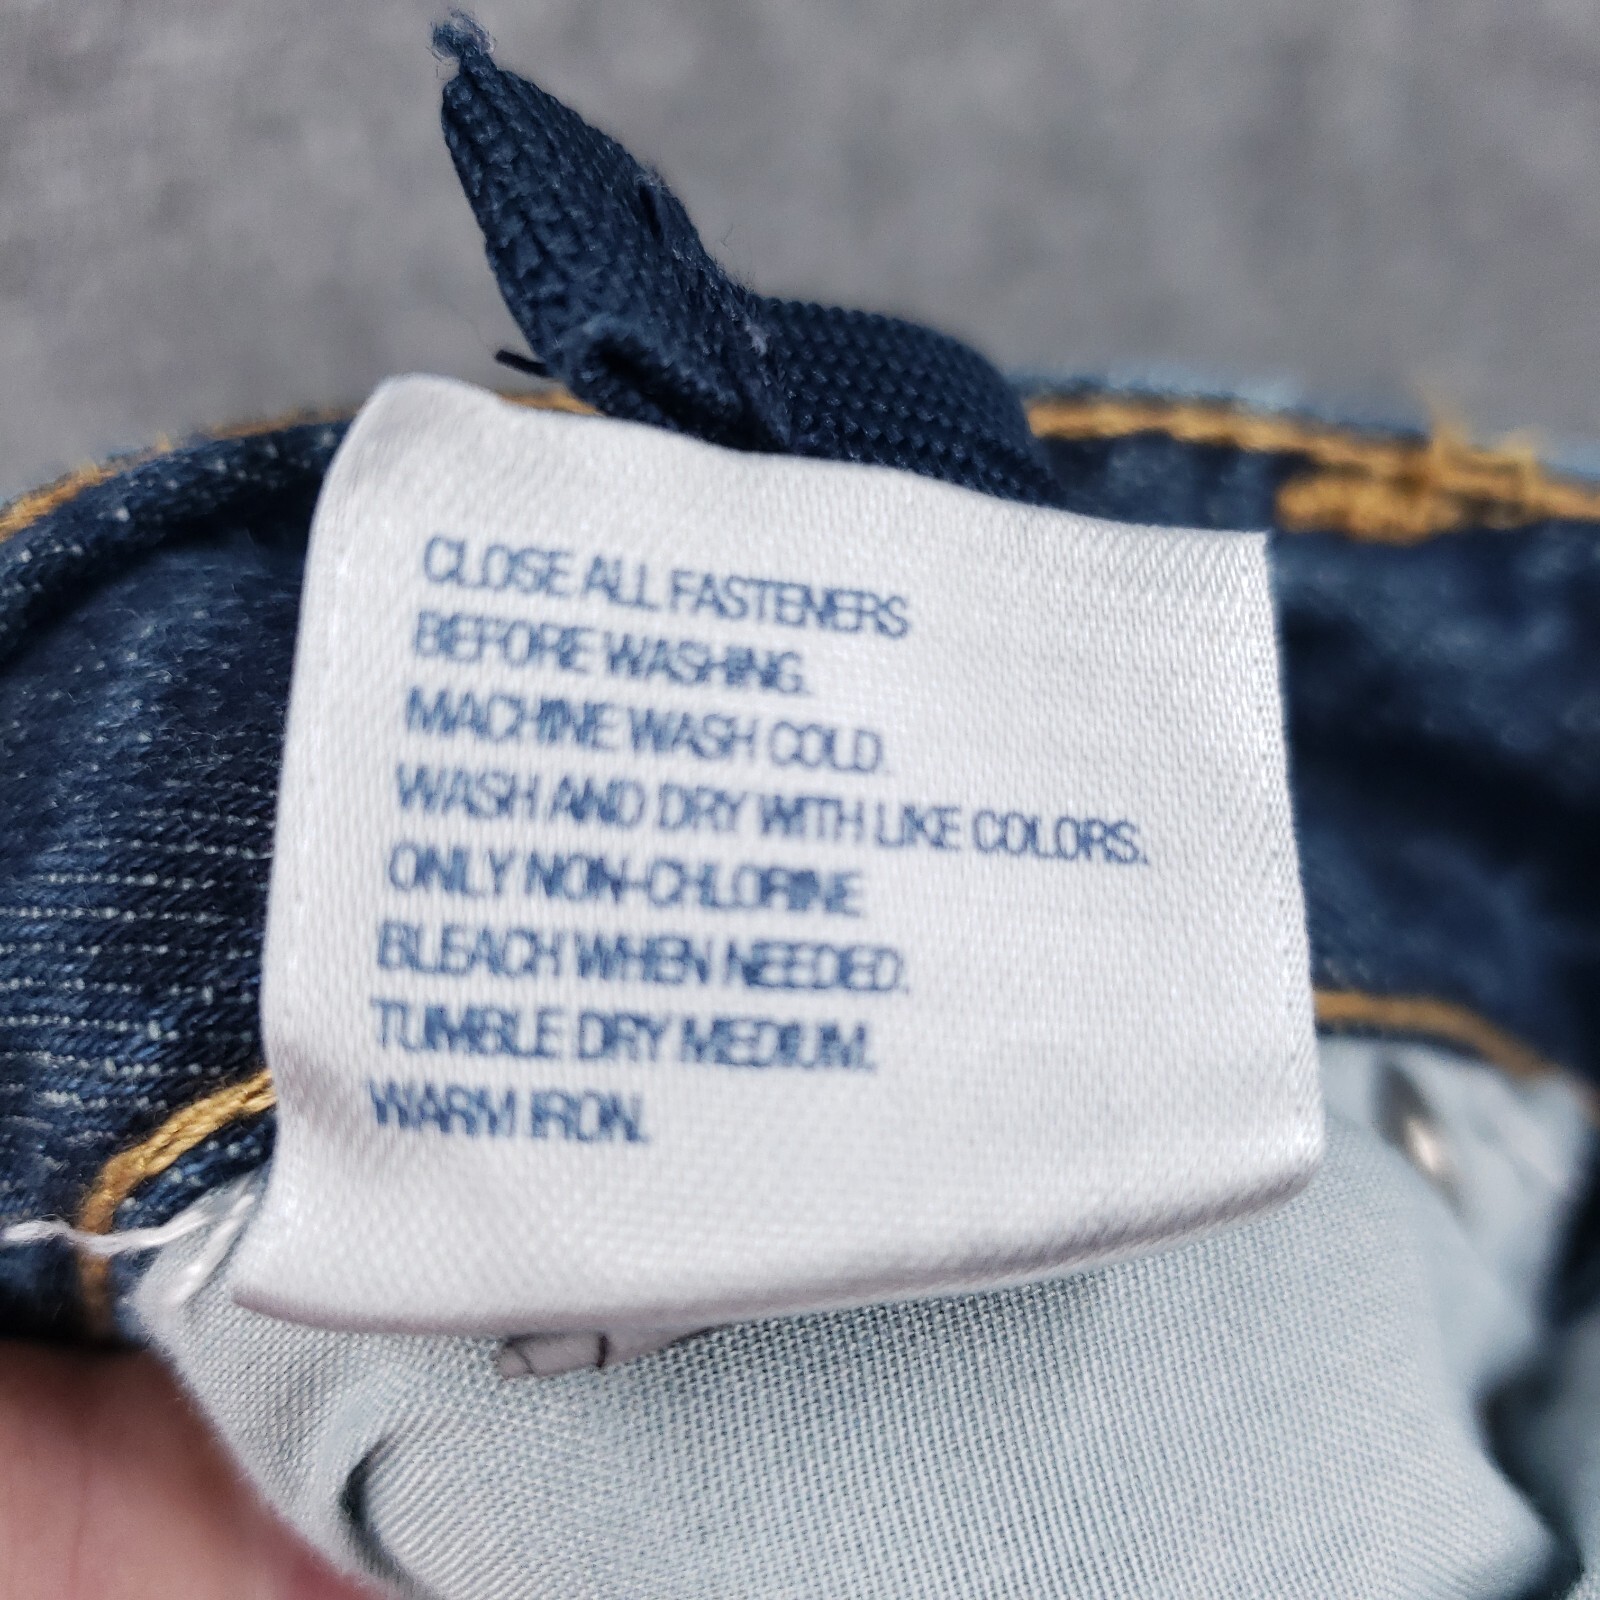 CLOSE ALL FASTENERS
BEFORE WASHING.
MACHINE WASH COLD.
WASH AND DRY WITH LIKE COLORS.
ONLY NON-CHLORINE
BLEACH WHEN NEEDED.
TUMBLE DRY MEDIUM.
WARM IRON.